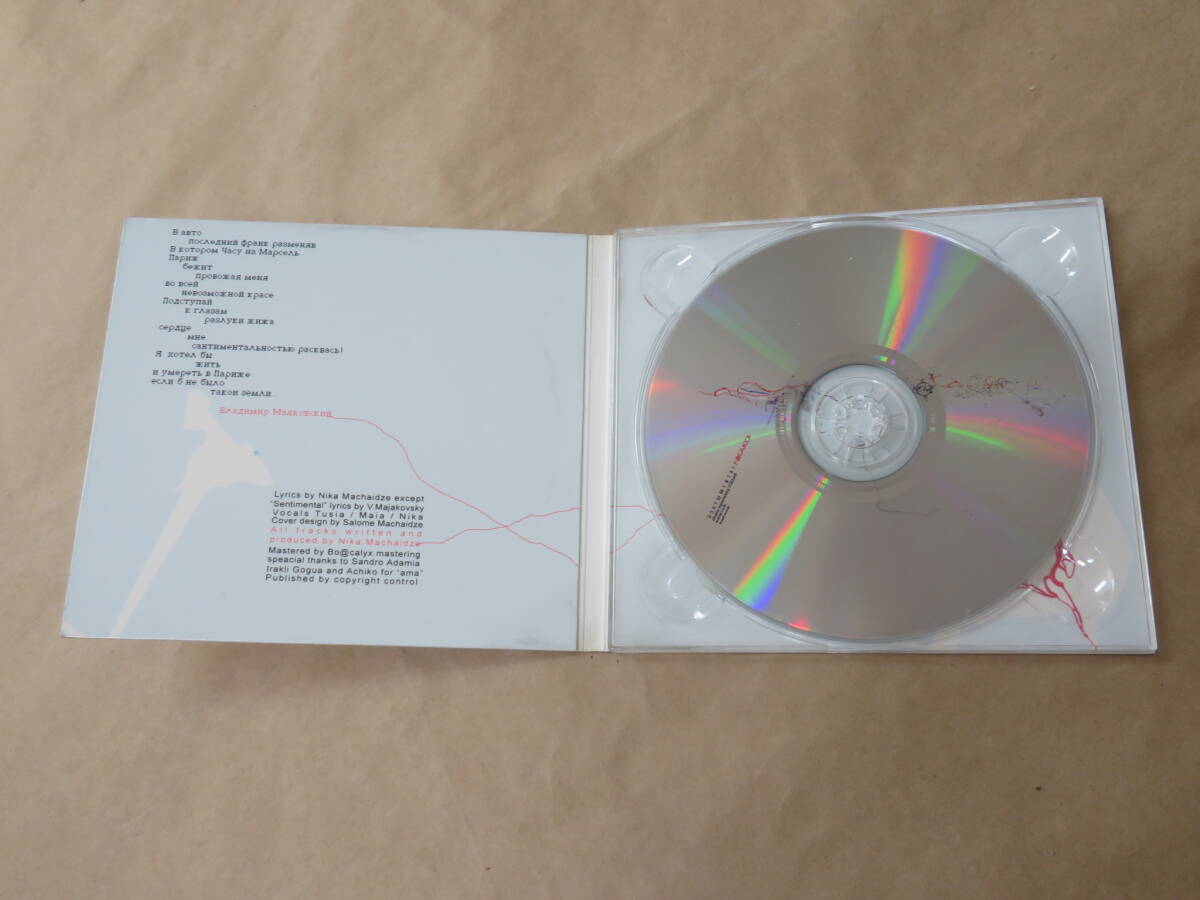 В авто
последний франк разменяв
В котором Часу на Марсель
Париж
бежит
провожая меня
во всей
невозможной красе
Подступай
к глазам
разлуки жижа
сердце
мне
сантиментальностью расквась!
Я хотел бы
жить
и умереть в Париже
если б не было
такои земли...
Владимир Маяковский
Lyrics by Nika Machaidze except
"Sentimental" lyrics by V.Majakovsky
Vocals Tusia / Maia / Nika
Cover design by Salome Machaidze
All tracks written and
produced by Nika Machaidze
Mastered by Bo@calyx mastering
speacial thanks to Sandro Adamia
Irakli Gogua and Achiko for "ama"
Published by copyright control